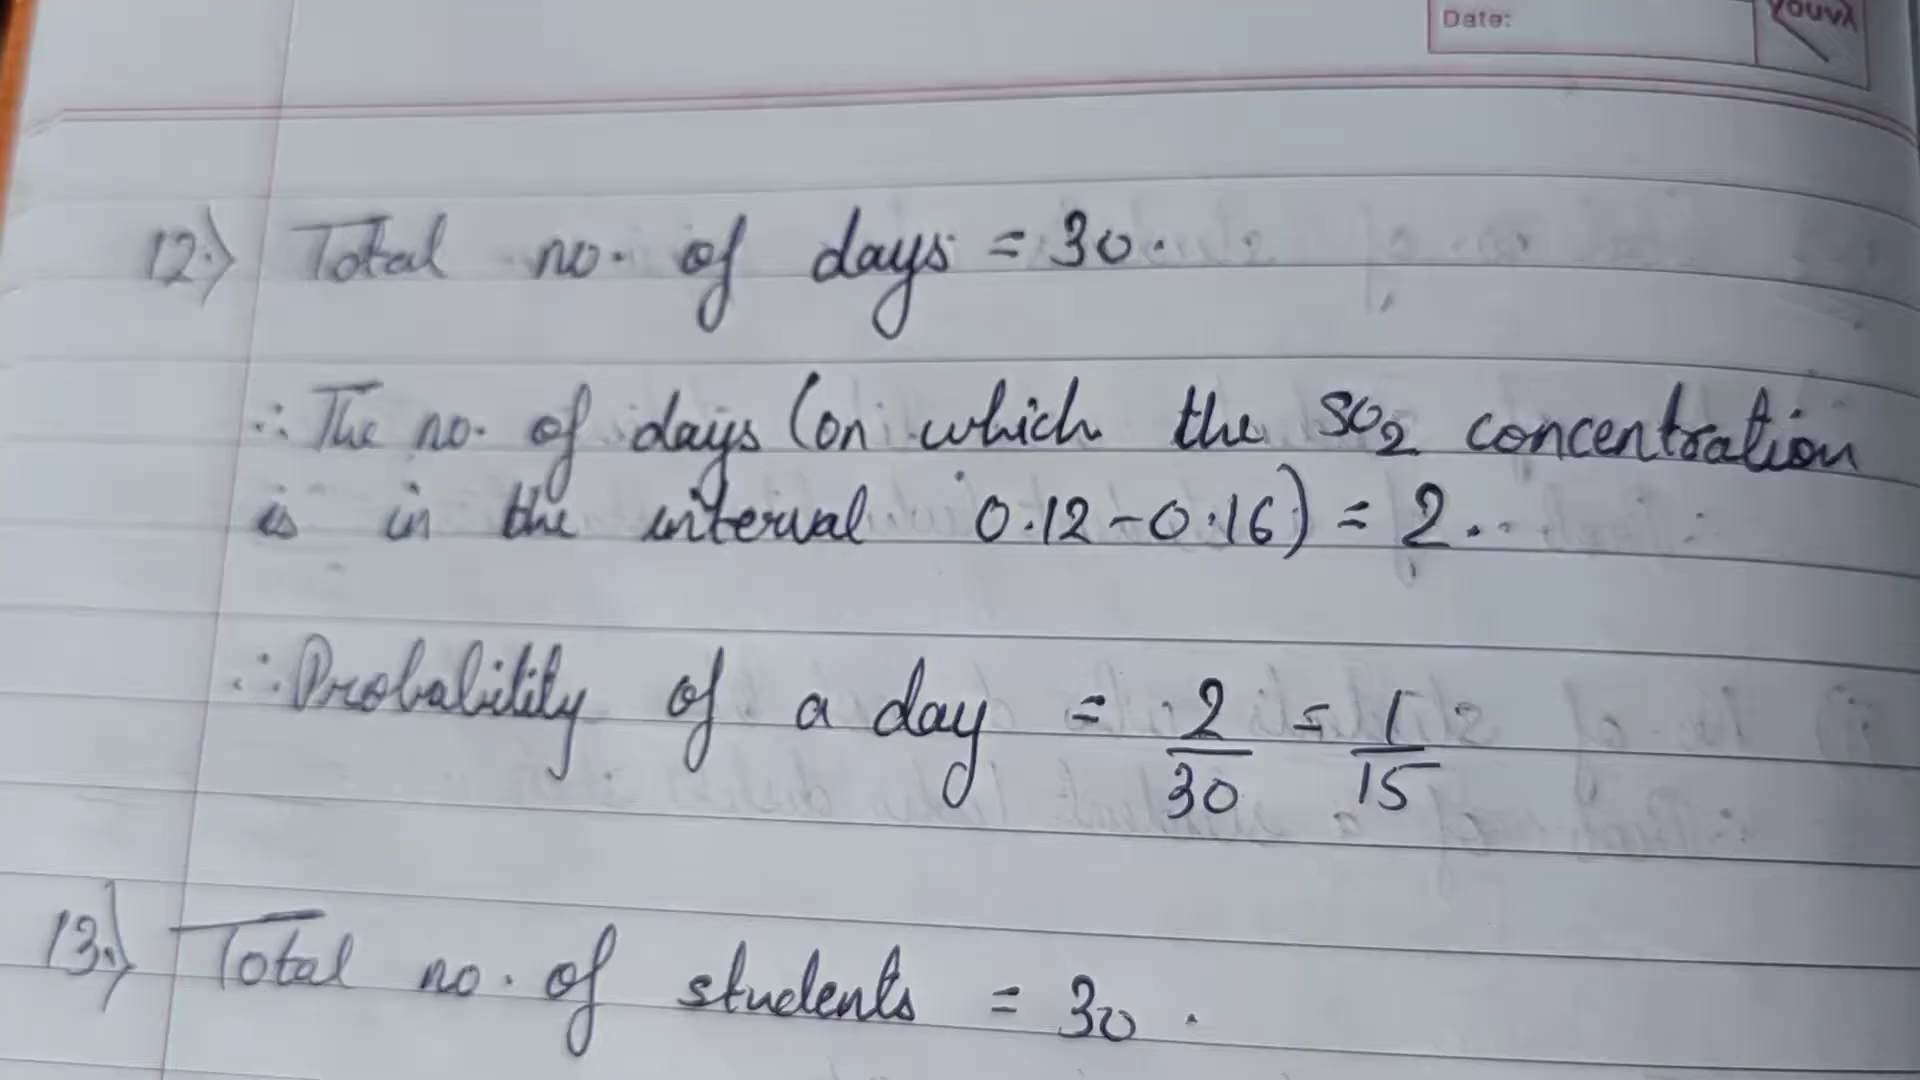 Date:
YOUVA
12.) Total no. of days = 30.
∴ The no. of days (on which the SO₂ concentration
is in the interval 0.12-0.16) = 2.
∴ Probability of a day = 2/30 = 1/15
13.) Total no. of students = 30.